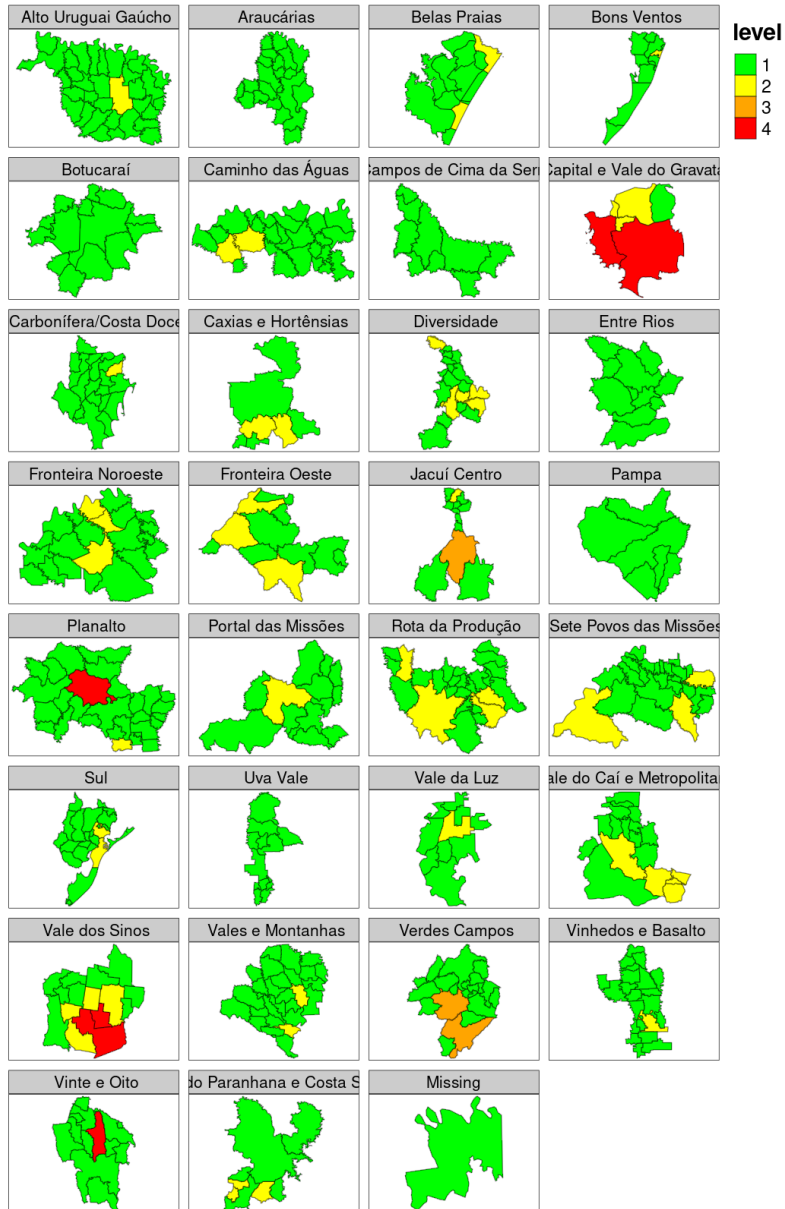 Alto Uruguai Gaúcho
Araucárias
Belas Praias
Bons Ventos
level
1
2
3
4
Botucaraí
Caminho das Águas
Campos de Cima da Serr
Capital e Vale do Gravata
Carbonífera/Costa Doce
Caxias e Hortênsias
Diversidade
Entre Rios
Fronteira Noroeste
Fronteira Oeste
Jacuí Centro
Pampa
Planalto
Portal das Missões
Rota da Produção
Sete Povos das Missões
Sul
Uva Vale
Vale da Luz
ale do Caí e Metropolita
Vale dos Sinos
Vales e Montanhas
Verdes Campos
Vinhedos e Basalto
Vinte e Oito
do Paranhana e Costa S
Missing